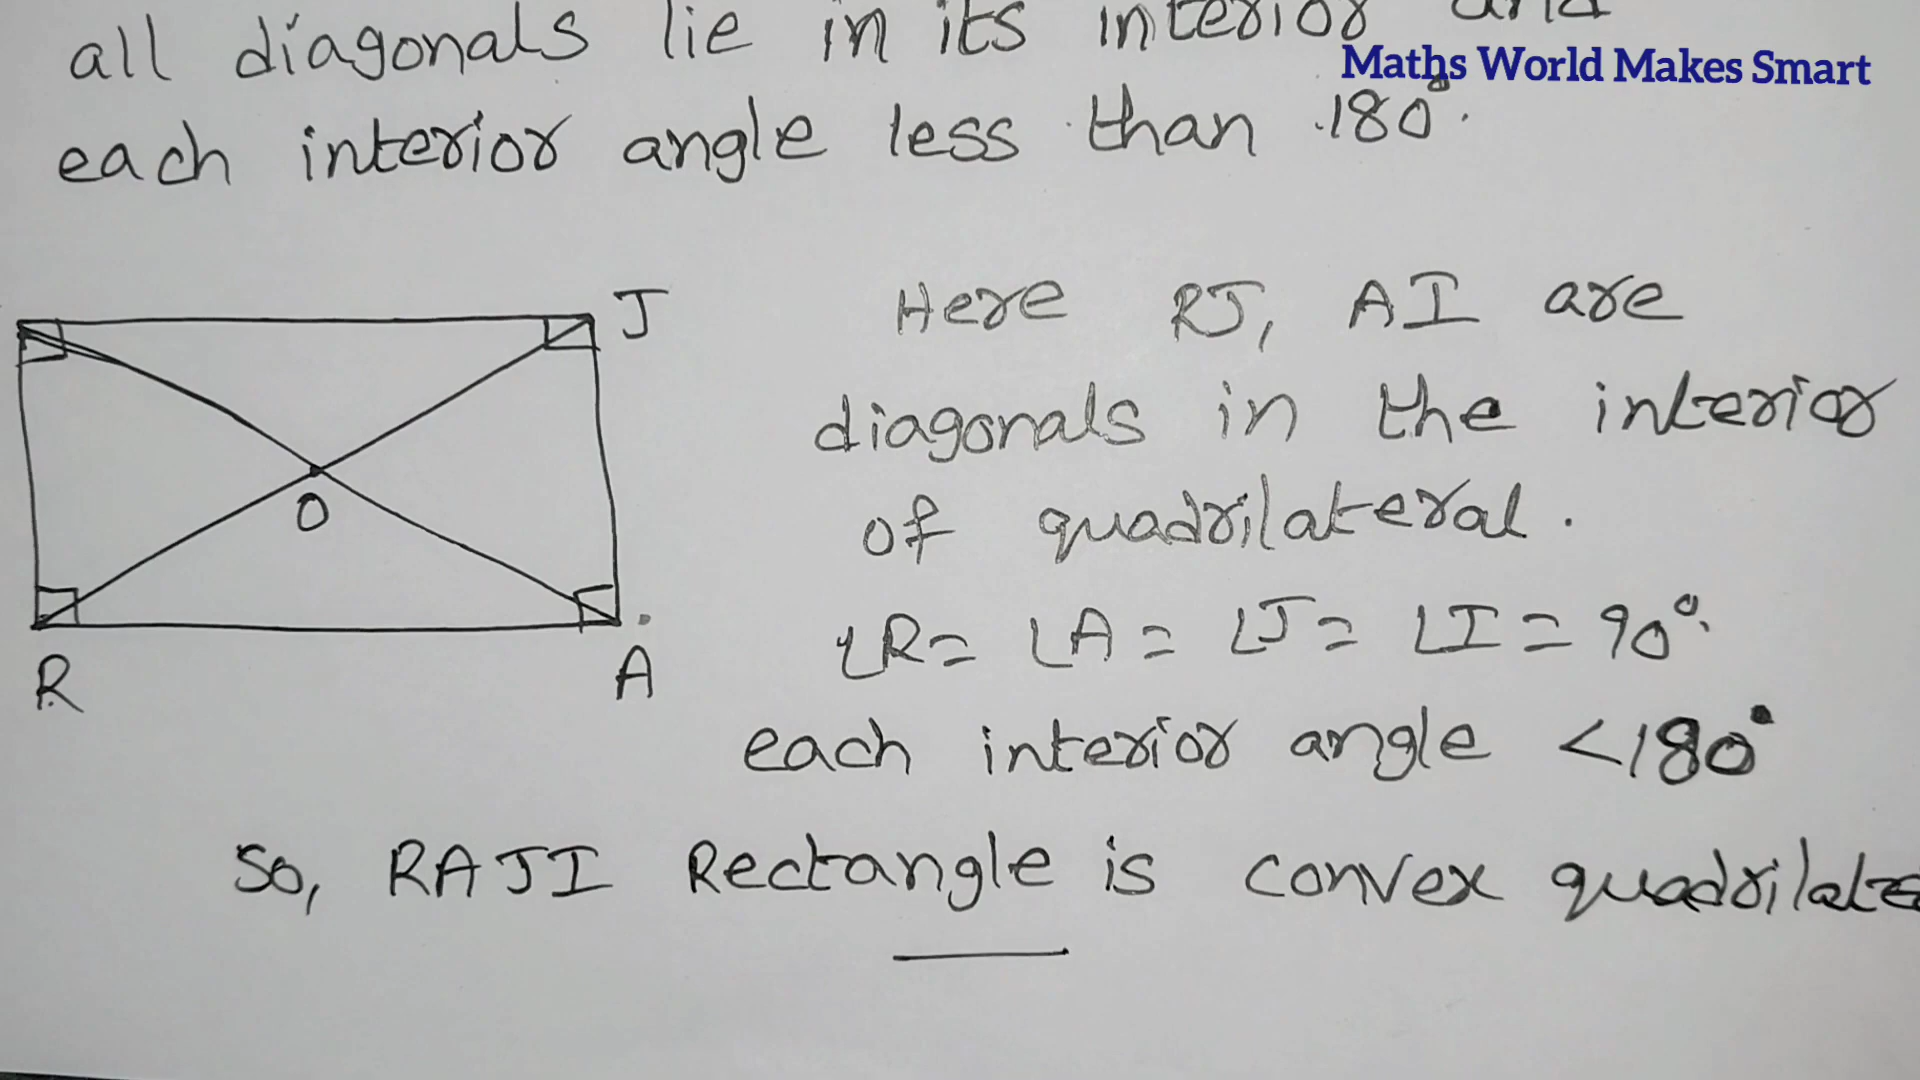 all diagonals lie in its interior and
Maths World Makes Smart
each interior angle less than 180°.
J
Here RJ, AI are
diagonals in the interior
of quadrilateral.
O
∠R= ∠A = ∠J= ∠I = 90°.
R
A
each interior angle <180°
So, RAJI Rectangle is convex quadrilate